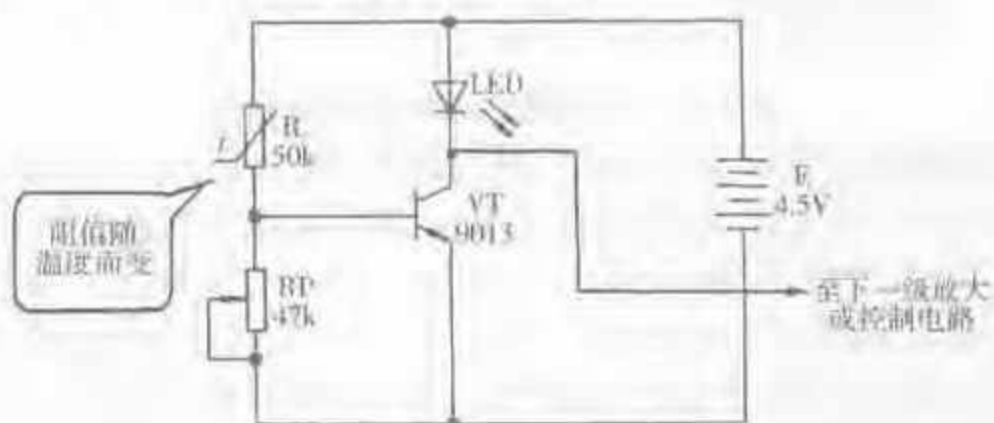 LED
R
50k
t
阻值随
温度而变
VT
9013
E
4.5V
RP
47k
至下一级放大
或控制电路